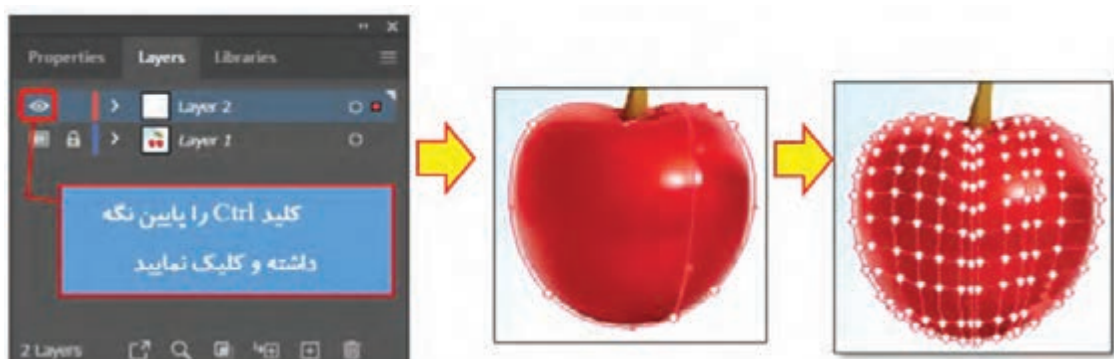 Properties Layers Libraries
Layer 2
Layer 1
کلید Ctrl را پایین نگه
داشته و کلیک نمایید
2 Layers